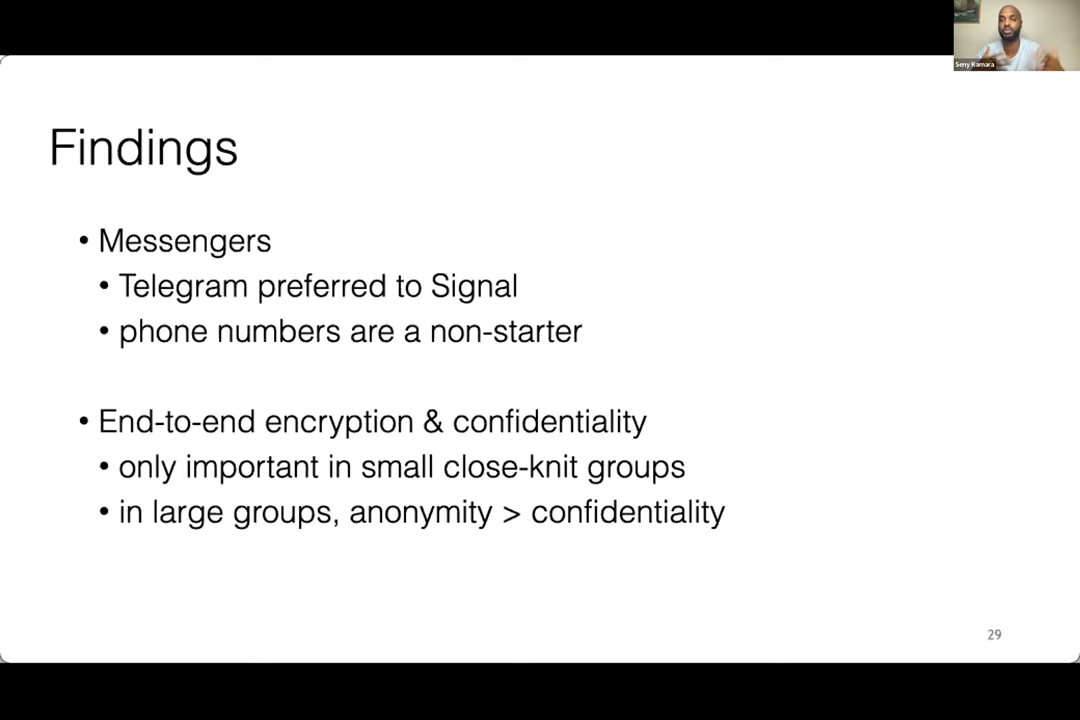 Seny Kamara
Findings
• Messengers
• Telegram preferred to Signal
• phone numbers are a non-starter
• End-to-end encryption & confidentiality
• only important in small close-knit groups
• in large groups, anonymity > confidentiality
29